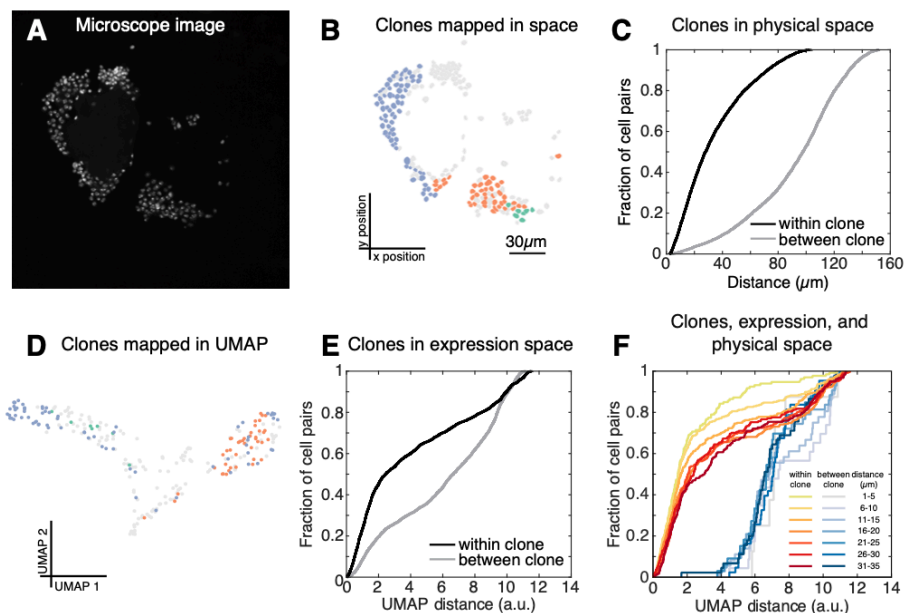 A Microscope image
B Clones mapped in space
y position
x position
30µm
C Clones in physical space
Fraction of cell pairs
1
0.8
0.6
0.4
0.2
0
within clone
between clone
0 40 80 120 160
Distance (µm)
D Clones mapped in UMAP
UMAP 2
UMAP 1
E Clones in expression space
Fraction of cell pairs
1
0.8
0.6
0.4
0.2
0
within clone
between clone
0 2 4 6 8 10 12 14
UMAP distance (a.u.)
Clones, expression, and
F physical space
Fraction of cell pairs
1
0.8
0.6
0.4
0.2
0
within between distance
clone clone (µm)
1-5
6-10
11-15
16-20
21-25
26-30
31-35
0 2 4 6 8 10 12 14
UMAP distance (a.u.)